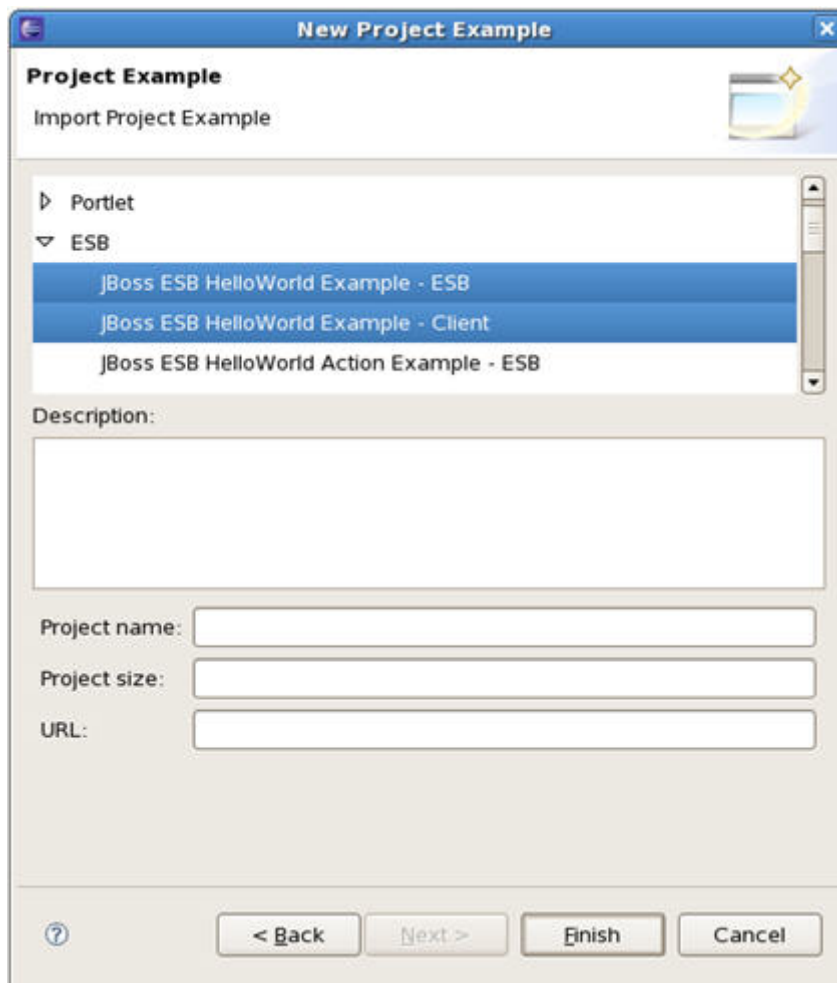 New Project Example
Project Example
Import Project Example
Portlet
ESB
JBoss ESB HelloWorld Example - ESB
JBoss ESB HelloWorld Example - Client
JBoss ESB HelloWorld Action Example - ESB
Description:
Project name:
Project size:
URL:
< Back Next > Finish Cancel